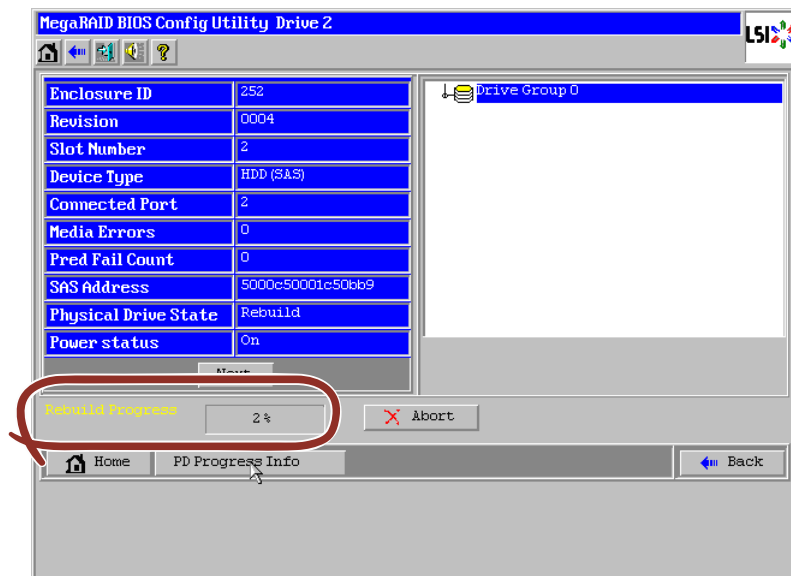 MegaRAID BIOS Config Utility Drive 2
LSI
Enclosure ID 252
Revision 0004
Slot Number 2
Device Type HDD (SAS)
Connected Port 2
Media Errors 0
Pred Fail Count 0
SAS Address 5000c50001c50bb9
Physical Drive State Rebuild
Power status On
Next
Drive Group 0
Rebuild Progress 2%
Abort
Home
PD Progress Info
Back